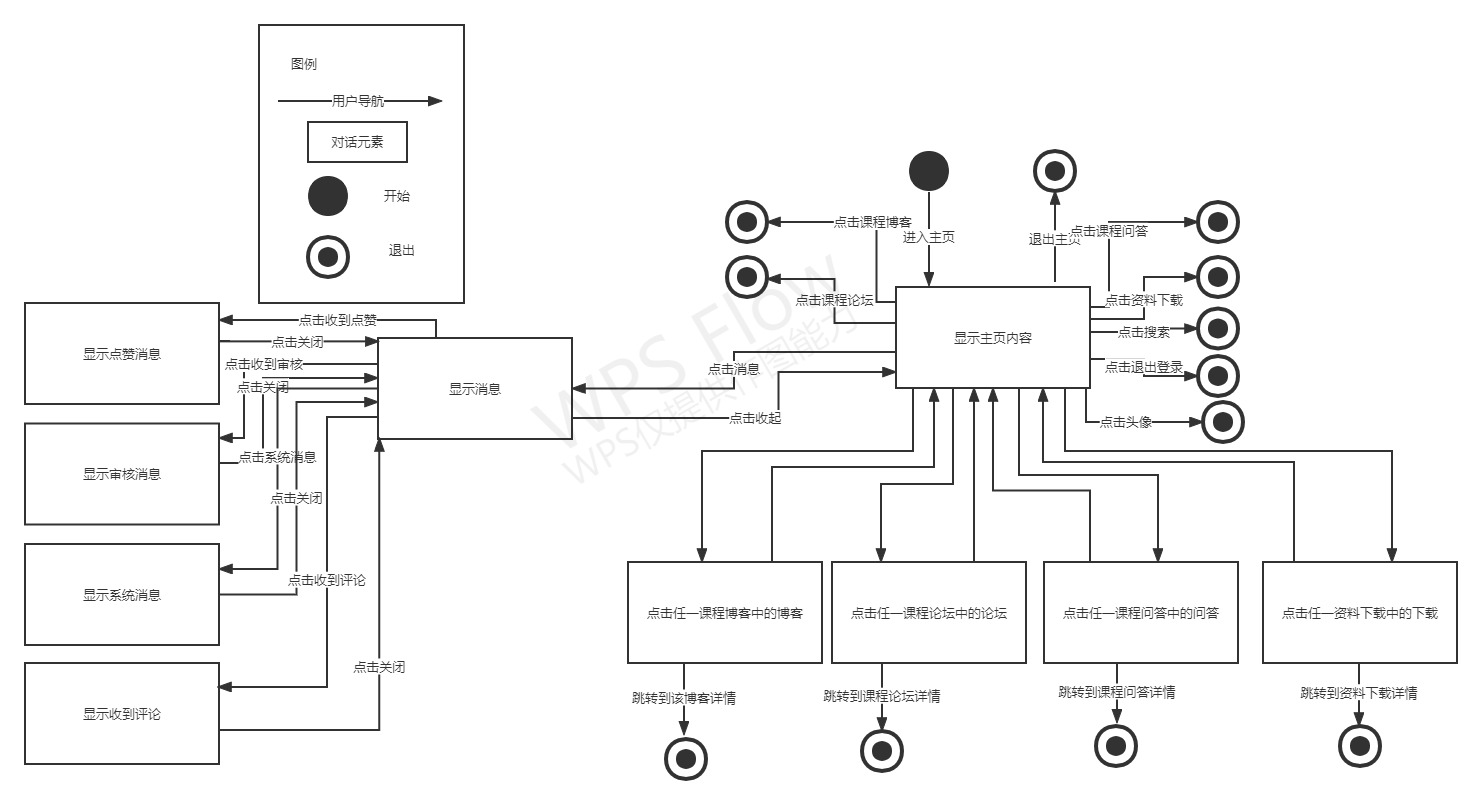 图例
用户导航
对话元素
开始
退出
点击课程博客
进入主页
退出主页
点击课程问答
点击课程论坛
点击资料下载
点击搜索
点击退出登录
点击头像
显示主页内容
点击消息
点击收起
显示消息
点击收到点赞
点击关闭
点击收到审核
点击关闭
点击系统消息
点击关闭
点击收到评论
点击关闭
显示点赞消息
显示审核消息
显示系统消息
显示收到评论
点击任一课程博客中的博客
点击任一课程论坛中的论坛
点击任一课程问答中的问答
点击任一资料下载中的下载
跳转到该博客详情
跳转到课程论坛详情
跳转到课程问答详情
跳转到资料下载详情
WPS Flow
WPS仅提供作图能力